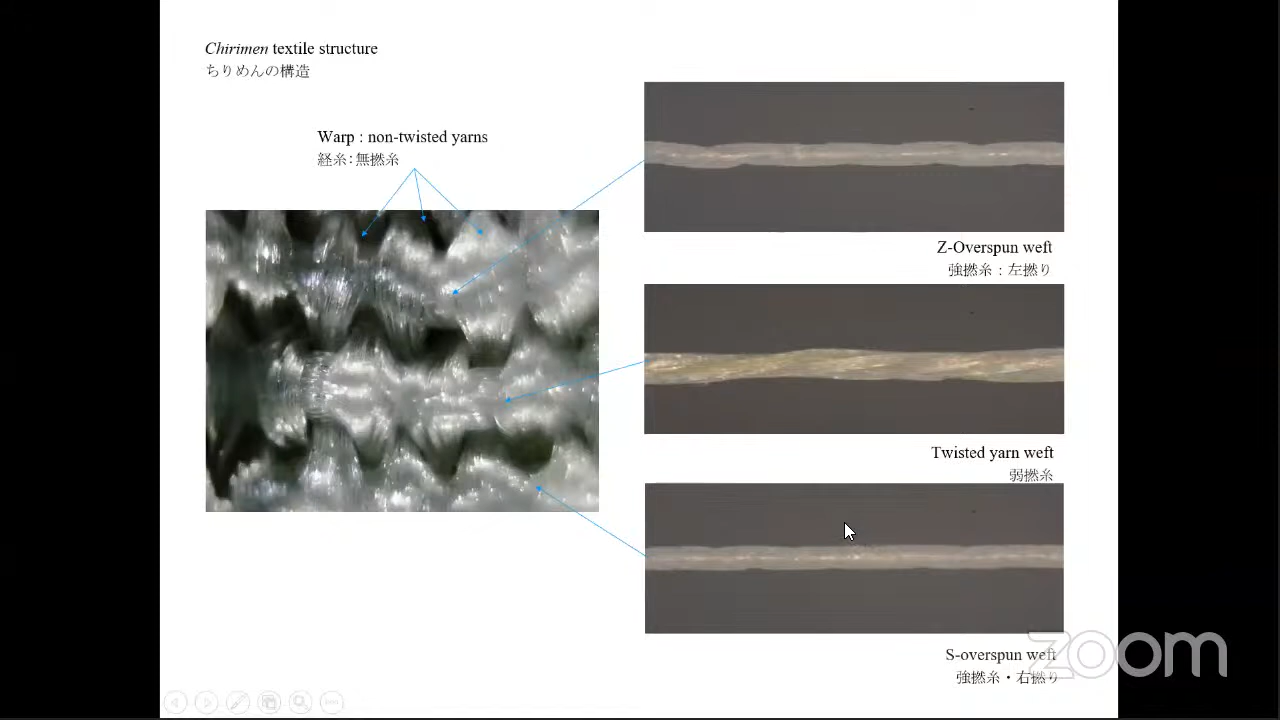 Chirimen textile structure
ちりめんの構造
Warp : non-twisted yarns
経糸：無撚糸
Z-Overspun weft
強撚糸：左撚り
Twisted yarn weft
弱撚糸
S-overspun weft
強撚糸・右撚り
zoom